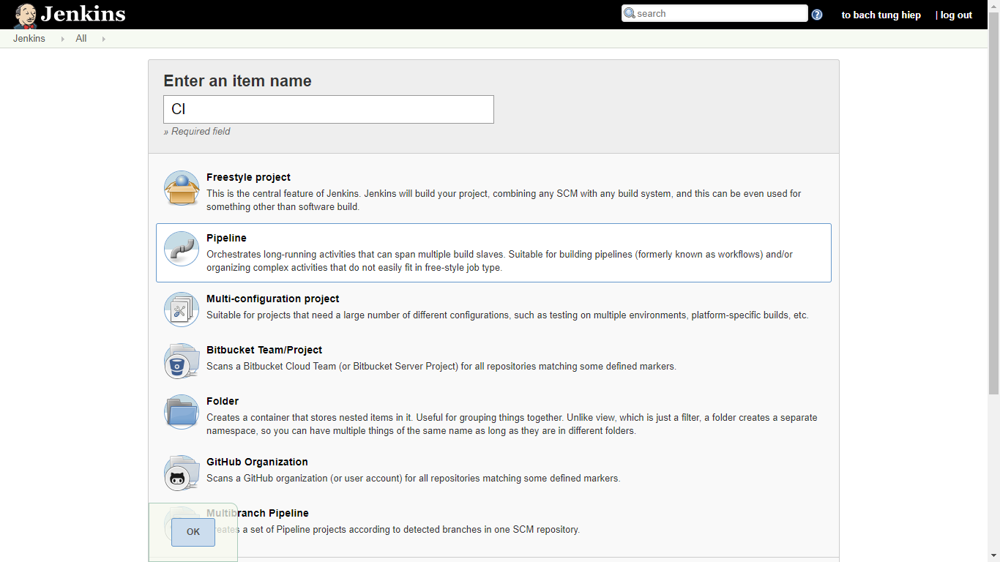 Jenkins
search
to bach tung hiep
| log out
Jenkins
All
Enter an item name
CI
» Required field
Freestyle project
This is the central feature of Jenkins. Jenkins will build your project, combining any SCM with any build system, and this can be even used for
something other than software build.
Pipeline
Orchestrates long-running activities that can span multiple build slaves. Suitable for building pipelines (formerly known as workflows) and/or
organizing complex activities that do not easily fit in free-style job type.
Multi-configuration project
Suitable for projects that need a large number of different configurations, such as testing on multiple environments, platform-specific builds, etc.
Bitbucket Team/Project
Scans a Bitbucket Cloud Team (or Bitbucket Server Project) for all repositories matching some defined markers.
Folder
Creates a container that stores nested items in it. Useful for grouping things together. Unlike view, which is just a filter, a folder creates a separate
namespace, so you can have multiple things of the same name as long as they are in different folders.
GitHub Organization
Scans a GitHub organization (or user account) for all repositories matching some defined markers.
Multibranch Pipeline
Creates a set of Pipeline projects according to detected branches in one SCM repository.
OK